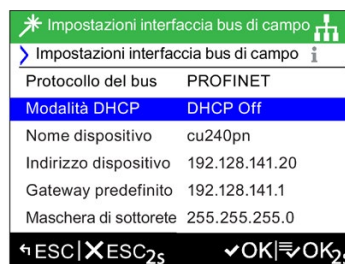 Impostazioni interfaccia bus di campo
Impostazioni interfaccia bus di campo i
Protocollo del bus PROFINET
Modalità DHCP DHCP Off
Nome dispositivo cu240pn
Indirizzo dispositivo 192.128.141.20
Gateway predefinito 192.128.141.1
Maschera di sottorete 255.255.255.0
ESC|ESC2s OK|OK2s